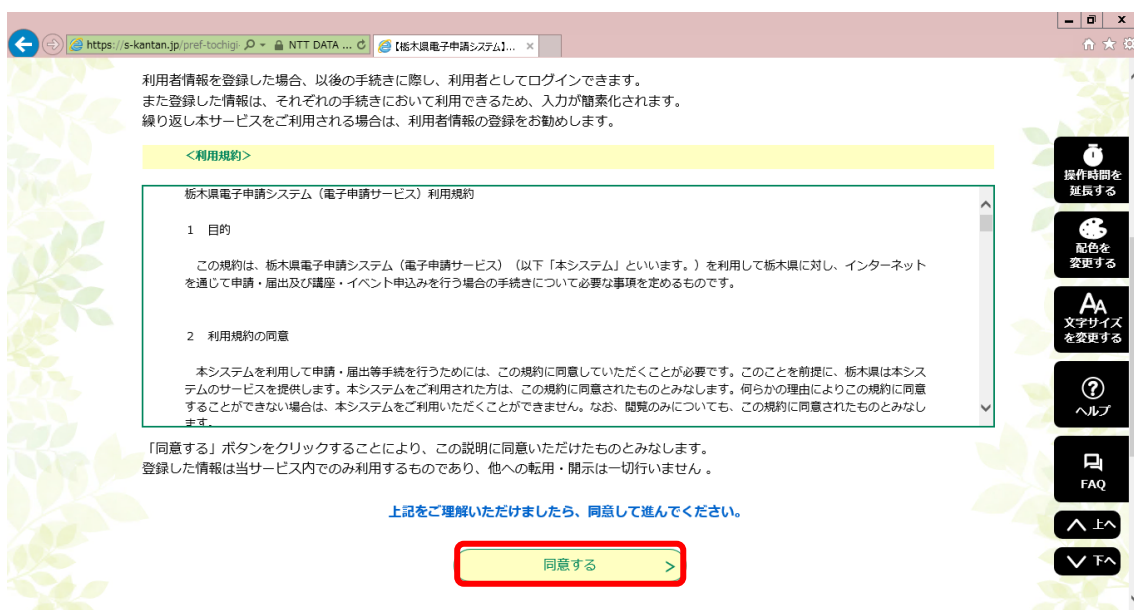 https://s-kantan.jp/pref-tochigi- NTT DATA ... 【栃木県電子申請システム】...
利用者情報を登録した場合、以後の手続きに際し、利用者としてログインできます。
また登録した情報は、それぞれの手続きにおいて利用できるため、入力が簡素化されます。
繰り返し本サービスをご利用される場合は、利用者情報の登録をお勧めします。
<利用規約>
栃木県電子申請システム（電子申請サービス）利用規約
1 目的
この規約は、栃木県電子申請システム（電子申請サービス）（以下「本システム」といいます。）を利用して栃木県に対し、インターネット
を通じて申請・届出及び講座・イベント申込みを行う場合の手続きについて必要な事項を定めるものです。
2 利用規約の同意
本システムを利用して申請・届出等手続を行うためには、この規約に同意していただくことが必要です。このことを前提に、栃木県は本シス
テムのサービスを提供します。本システムをご利用された方は、この規約に同意されたものとみなします。何らかの理由によりこの規約に同意
することができない場合は、本システムをご利用いただくことができません。なお、閲覧のみについても、この規約に同意されたものとみなし
ます。
「同意する」ボタンをクリックすることにより、この説明に同意いただけたものとみなします。
登録した情報は当サービス内でのみ利用するものであり、他への転用・開示は一切行いません 。
上記をご理解いただけましたら、同意して進んでください。
同意する >
操作時間を
延長する
配色を
変更する
AA
文字サイズ
を変更する
?
ヘルプ
FAQ
上へ
下へ